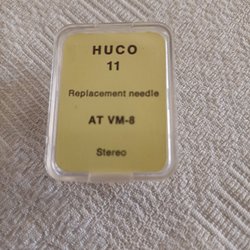 HUCO
11
Replacement needle
AT VM-8
Stereo